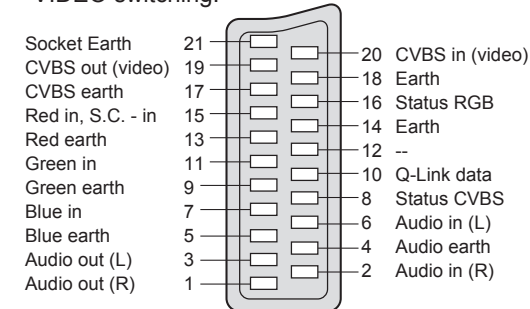 VIDEO switching.
Socket Earth 21
CVBS out (video) 19
CVBS earth 17
Red in, S.C. - in 15
Red earth 13
Green in 11
Green earth 9
Blue in 7
Blue earth 5
Audio out (L) 3
Audio out (R) 1
20 CVBS in (video)
18 Earth
16 Status RGB
14 Earth
12 --
10 Q-Link data
8 Status CVBS
6 Audio in (L)
4 Audio earth
2 Audio in (R)